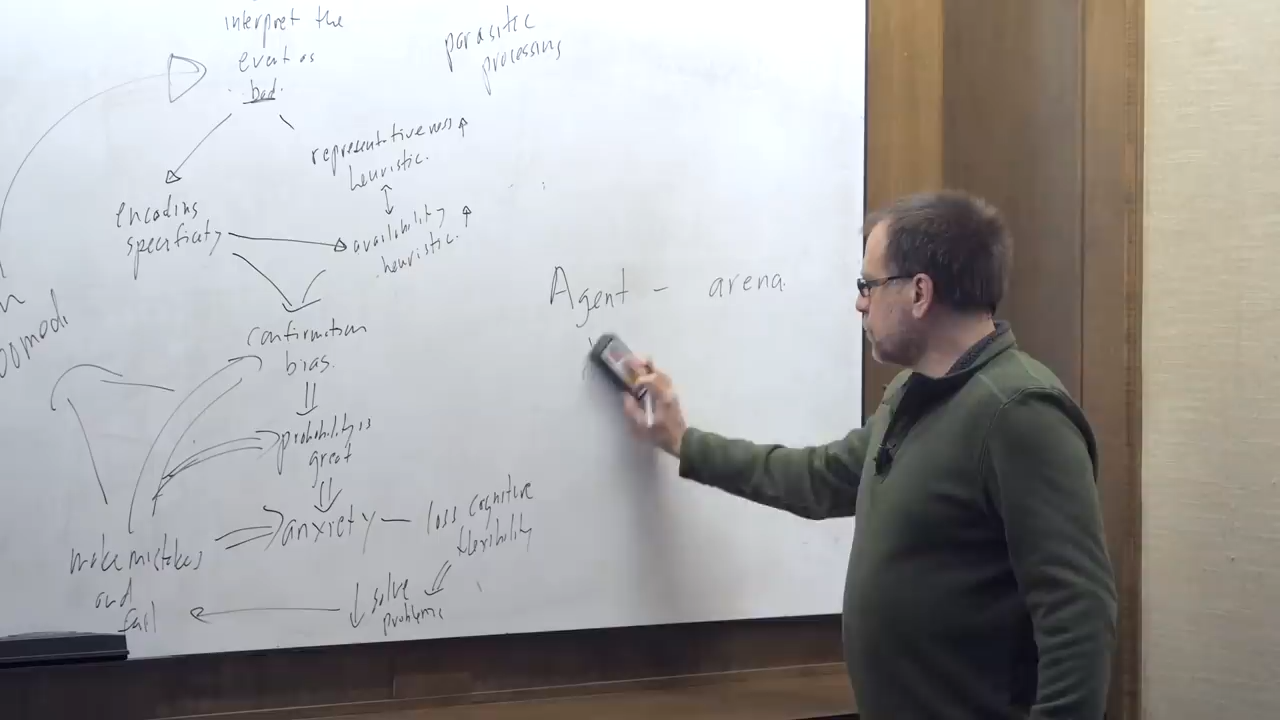 interpret the
event as
bad.
parasitic
processing
representativeness
heuristic.
encoding
specificity
availability
heuristic.
Agent - arena.
confirmation
bias.
probability is
great
anxiety — loss cognitive
flexibility
make mistakes
and
fail
solve
problems